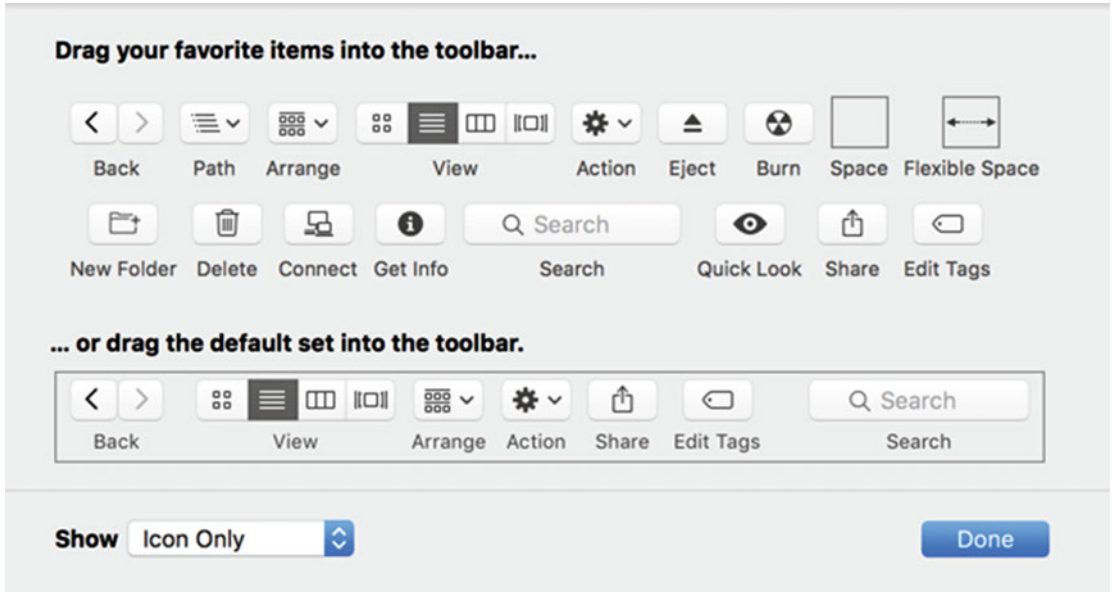 Drag your favorite items into the toolbar...
Back Path Arrange View Action Eject Burn Space Flexible Space
Search
New Folder Delete Connect Get Info Search Quick Look Share Edit Tags
... or drag the default set into the toolbar.
Search
Back View Arrange Action Share Edit Tags Search
Show Icon Only Done